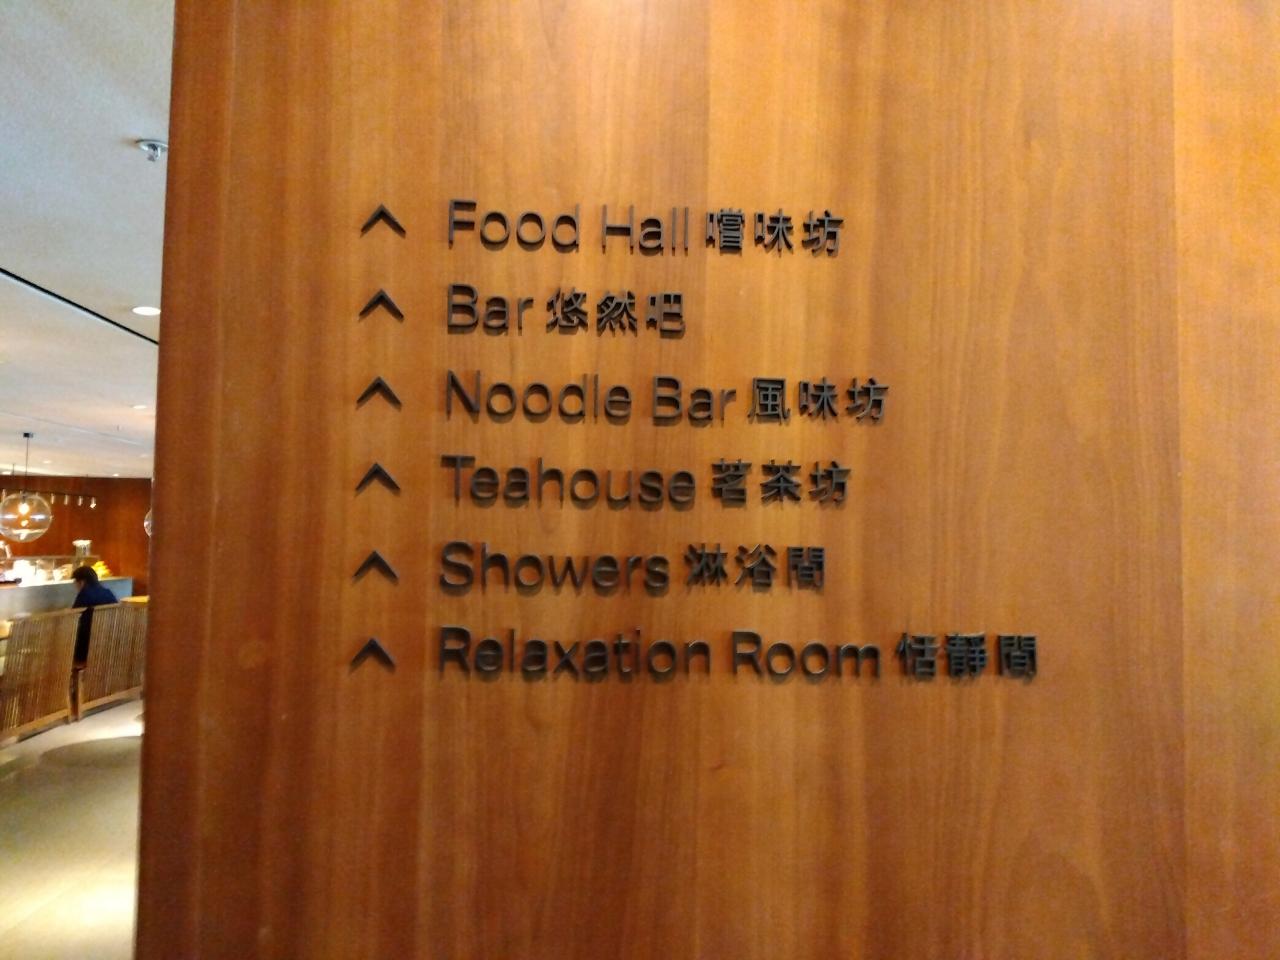 ^ Food Hall 嚐味坊
^ Bar 悠然吧
^ Noodle Bar 風味坊
^ Teahouse 茗茶坊
^ Showers 淋浴間
^ Relaxation Room 恬靜間